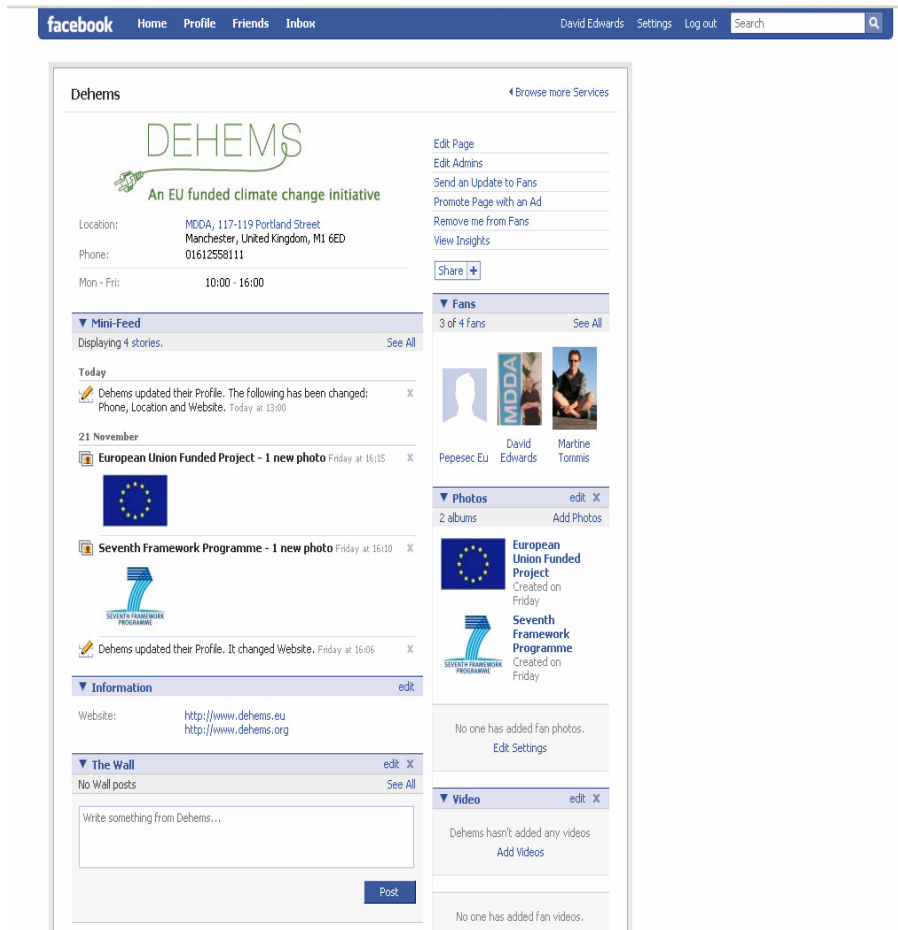 facebook Home Profile Friends Inbox David Edwards Settings Log out Search
Dehems
Browse more Services
DEHEMS
An EU funded climate change initiative
Location: MDDA, 117-119 Portland Street
Manchester, United Kingdom, M1 6ED
Phone: 01612558111
Mon - Fri: 10:00 - 16:00
Mini-Feed
Displaying 4 stories. See All
Today
Dehems updated their Profile. The following has been changed:
Phone, Location and Website. Today at 13:00
21 November
European Union Funded Project - 1 new photo Friday at 16:15
Seventh Framework Programme - 1 new photo Friday at 16:10
SEVENTH FRAMEWORK
PROGRAMME
Dehems updated their Profile. It changed Website. Friday at 16:06
Information edit
Website: http://www.dehems.eu
http://www.dehems.org
The Wall edit X
No Wall posts See All
Write something from Dehems...
Post
Edit Page
Edit Admins
Send an Update to Fans
Promote Page with an Ad
Remove me from Fans
View Insights
Share +
Fans
3 of 4 fans See All
MDDA
Pepesec Eu
David
Edwards
Martine
Tommis
Photos edit X
2 albums Add Photos
European
Union Funded
Project
Created on
Friday
SEVENTH FRAMEWORK
PROGRAMME
Seventh
Framework
Programme
Created on
Friday
No one has added fan photos.
Edit Settings
Video edit X
Dehems hasn't added any videos
Add Videos
No one has added fan videos.